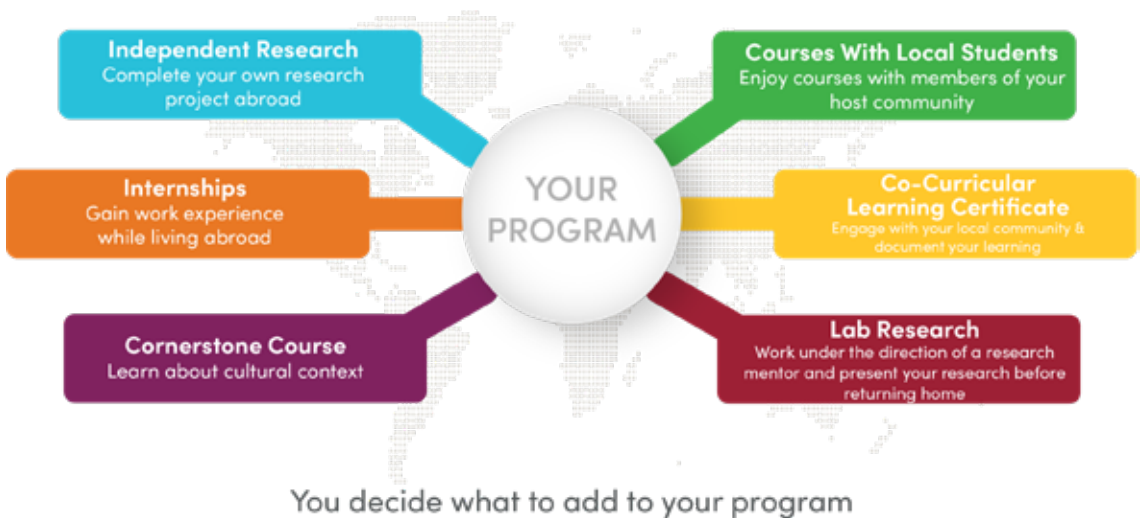 Independent Research
Complete your own research
project abroad
Courses With Local Students
Enjoy courses with members of your
host community
Internships
Gain work experience
while living abroad
YOUR
PROGRAM
Co-Curricular
Learning Certificate
Engage with your local community &
document your learning
Cornerstone Course
Learn about cultural context
Lab Research
Work under the direction of a research
mentor and present your research before
returning home
You decide what to add to your program